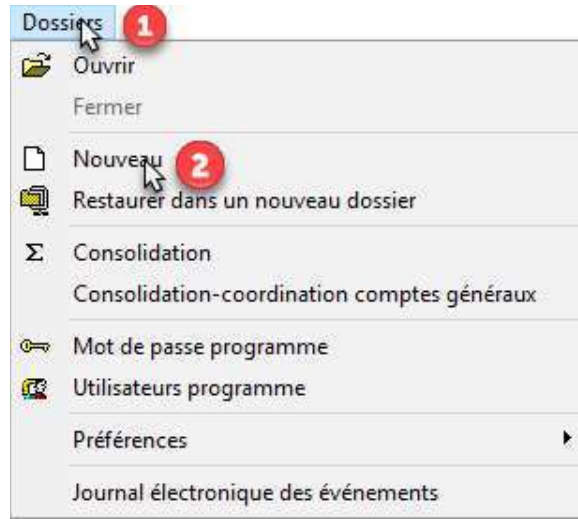 Dossiers 1
Ouvrir
Fermer
Nouveau 2
Restaurer dans un nouveau dossier
Σ Consolidation
Consolidation-coordination comptes généraux
Mot de passe programme
Utilisateurs programme
Préférences
Journal électronique des événements